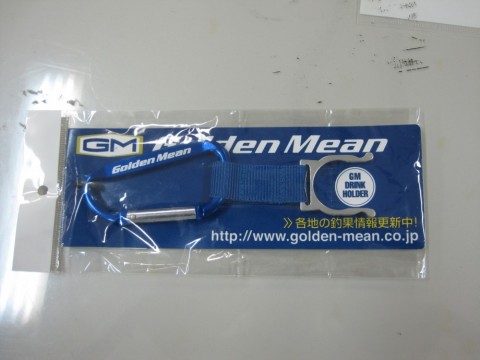 GM Golden Mean
Golden Mean
GM
DRINK
HOLDER
≫各地の釣果情報更新中!
http://www.golden-mean.co.jp